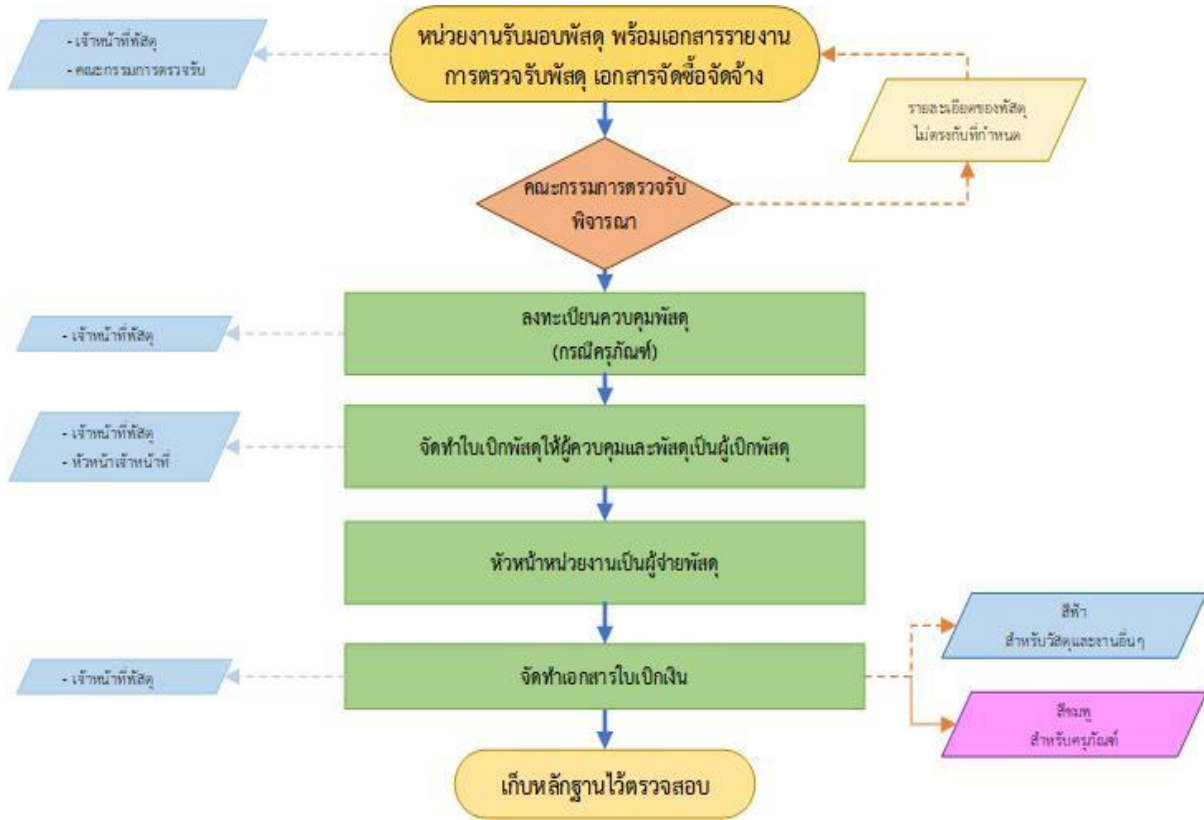 - เจ้าหน้าที่พัสดุ
- คณะกรรมการตรวจรับ
หน่วยงานรับมอบพัสดุ พร้อมเอกสารรายงาน
การตรวจรับพัสดุ เอกสารจัดซื้อจัดจ้าง
รายละเอียดของพัสดุ
ไม่ตรงกับที่กำหนด
คณะกรรมการตรวจรับ
พิจารณา
- เจ้าหน้าที่พัสดุ
ลงทะเบียนควบคุมพัสดุ
(กรณีครุภัณฑ์)
- เจ้าหน้าที่พัสดุ
- หัวหน้าเจ้าหน้าที่
จัดทำใบเบิกพัสดุให้ผู้ควบคุมและพัสดุเป็นผู้เบิกพัสดุ
หัวหน้าหน่วยงานเป็นผู้จ่ายพัสดุ
สีฟ้า
สำหรับวัสดุและงานอื่นๆ
- เจ้าหน้าที่พัสดุ
จัดทำเอกสารใบเบิกเงิน
สีชมพู
สำหรับครุภัณฑ์
เก็บหลักฐานไว้ตรวจสอบ